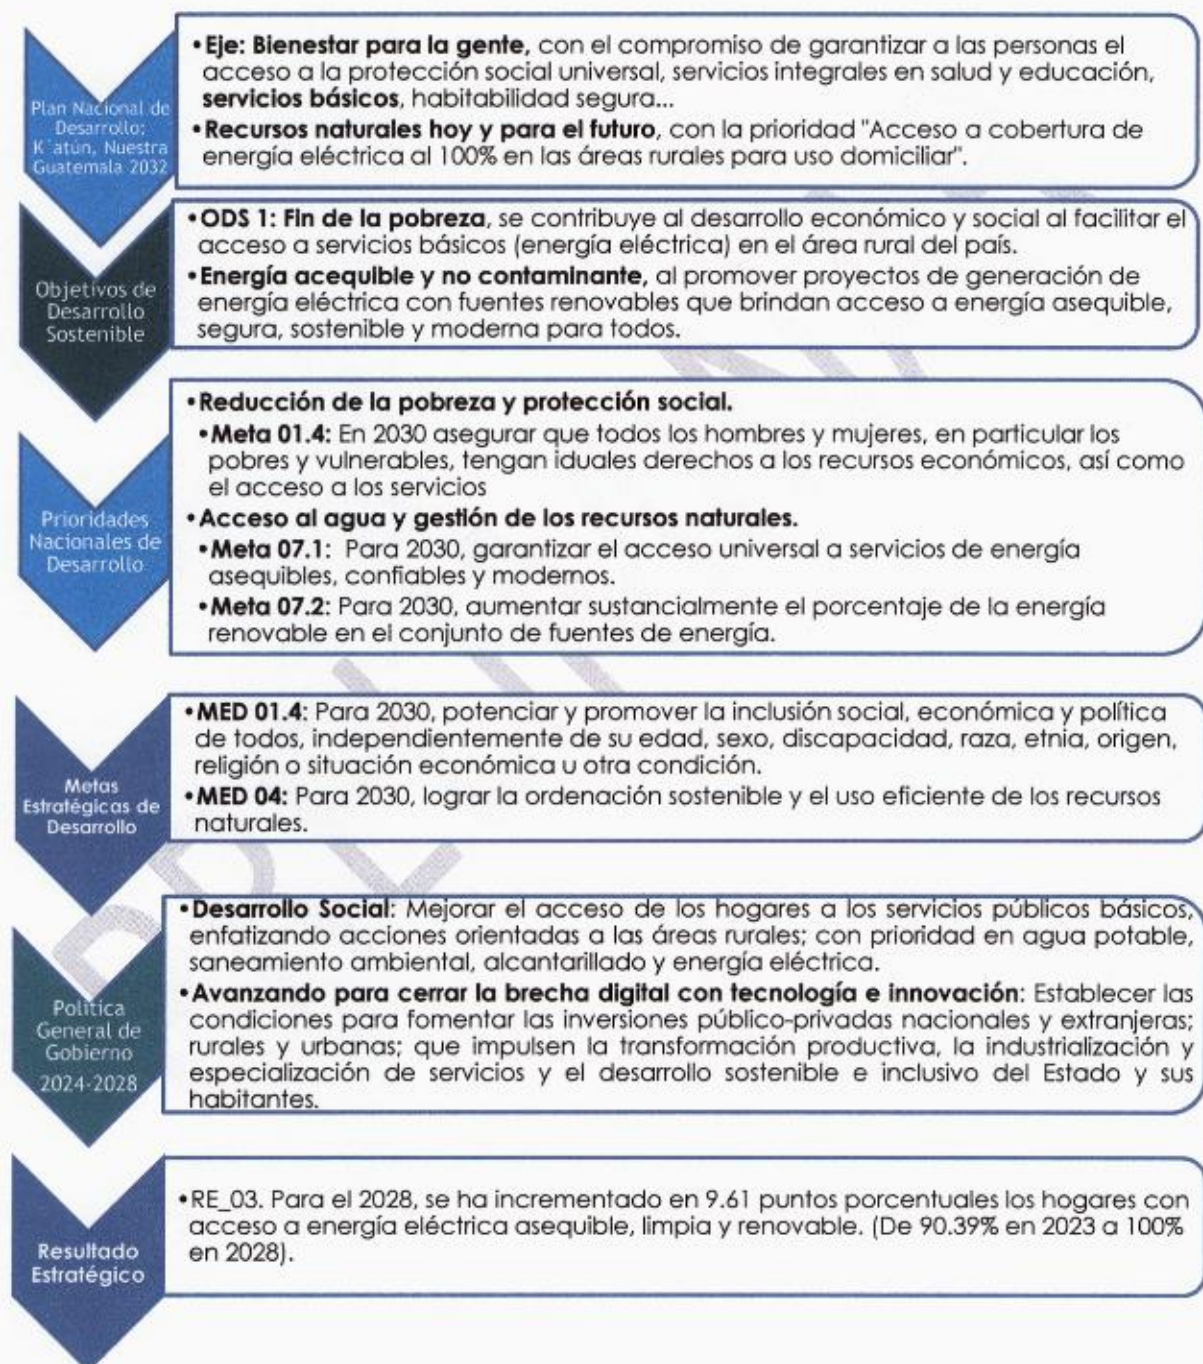 Plan Nacional de
Desarrollo:
K´atún, Nuestra
Guatemala 2032
•Eje: Bienestar para la gente, con el compromiso de garantizar a las personas el
acceso a la protección social universal, servicios integrales en salud y educación,
servicios básicos, habitabilidad segura...
•Recursos naturales hoy y para el futuro, con la prioridad "Acceso a cobertura de
energía eléctrica al 100% en las áreas rurales para uso domiciliar".
Objetivos de
Desarrollo
Sostenible
•ODS 1: Fin de la pobreza, se contribuye al desarrollo económico y social al facilitar el
acceso a servicios básicos (energía eléctrica) en el área rural del país.
•Energía acequible y no contaminante, al promover proyectos de generación de
energía eléctrica con fuentes renovables que brindan acceso a energía asequible,
segura, sostenible y moderna para todos.
Prioridades
Nacionales de
Desarrollo
•Reducción de la pobreza y protección social.
•Meta 01.4: En 2030 asegurar que todos los hombres y mujeres, en particular los
pobres y vulnerables, tengan iduales derechos a los recursos económicos, así como
el acceso a los servicios
•Acceso al agua y gestión de los recursos naturales.
•Meta 07.1: Para 2030, garantizar el acceso universal a servicios de energía
asequibles, confiables y modernos.
•Meta 07.2: Para 2030, aumentar sustancialmente el porcentaje de la energía
renovable en el conjunto de fuentes de energía.
Metas
Estratégicas de
Desarrollo
•MED 01.4: Para 2030, potenciar y promover la inclusión social, económica y política
de todos, independientemente de su edad, sexo, discapacidad, raza, etnia, origen,
religión o situación económica u otra condición.
•MED 04: Para 2030, lograr la ordenación sostenible y el uso eficiente de los recursos
naturales.
Política
General de
Gobierno
2024-2028
•Desarrollo Social: Mejorar el acceso de los hogares a los servicios públicos básicos,
enfatizando acciones orientadas a las áreas rurales; con prioridad en agua potable,
saneamiento ambiental, alcantarillado y energía eléctrica.
•Avanzando para cerrar la brecha digital con tecnología e innovación: Establecer las
condiciones para fomentar las inversiones público-privadas nacionales y extranjeras;
rurales y urbanas; que impulsen la transformación productiva, la industrialización y
especialización de servicios y el desarrollo sostenible e inclusivo del Estado y sus
habitantes.
Resultado
Estratégico
•RE_03. Para el 2028, se ha incrementado en 9.61 puntos porcentuales los hogares con
acceso a energía eléctrica asequible, limpia y renovable. (De 90.39% en 2023 a 100%
en 2028).